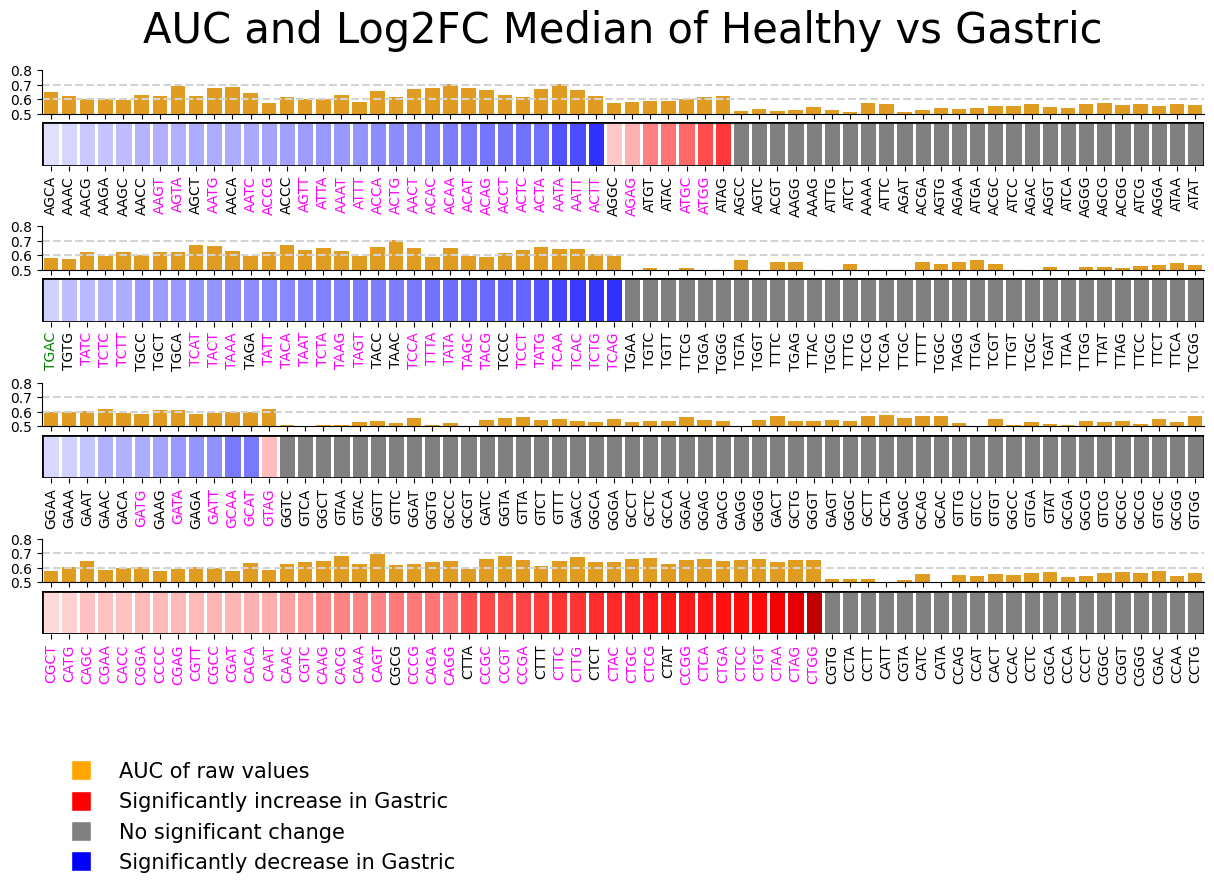 AUC and Log2FC Median of Healthy vs Gastric
0.8
0.7
0.6
0.5
AGCA AAAC AACG AAGA AAGC AACC AAGT AGTA AGCT AATG AACA AATC ACCG ACCC AGTT ATTA AAAT ATTT ACCA ACTG AACT ACAC ACAA ACAT ACAG ACCT ACTC ACTA AATA AATT ACTT AGGC AGAG ATGT ATAC ATGC ATGG ATAG AGCC AGTC ACGT AAGG AAAG ATTG ATCT AAAA ATTC AGAT ACGA AGTG AGAA ATGA ACGC ATCC AGAC AGGT ATCA AGGG ACGG ATCG AGGA ATAA ATAT
0.8
0.7
0.6
0.5
TGAC TGTG TATC TCTC TCTT TGCC TGCT TGCA TCAT TACT TAAA TAGA TATT TACA TAAT TCTA TAAG TAGT TACC TAAC TCCA TTTA TATA TAGC TACG TCCC TCCT TATG TCAA TCAC TCTG TCAG TGAA TGTC TGTT TTCG TGGA TGGG TGTA TGGT TTTC TGAG TTAC TGCG TTTG TCCG TCGA TTGC TTTT TGGC TAGG TTGA TCGT TTGT TCGC TGAT TTAA TTGG TTAT TTAG TTCC TTCT TTCA TCGG
0.8
0.7
0.6
0.5
GGAA GAAA GAAT GAAC GACA GATG GAAG GATA GAGA GATT GCAA GCAT GTAG GGTC GTCA GGCT GTAA GTAC GGTT GTTC GGAT GGTG GCCC GCGT GATC GGTA GTTA GTCT GTTT GACC GGCA GGGA GCCT GCTC GCCA GGAC GGAG GACG GAGG GGGG GACT GCTG GGGT GAGT GGGC GCTT GCTA GAGC GCAG GCAC GTTG GTCC GTGT GGCC GTGA GTAT GCGA GCGG GTCG GCGC GCCG GTGC GCGG GTGG
0.8
0.7
0.6
0.5
CGCT CATG CAGC CGAA CACC CGGA CCCC CGAG CGTT CGCC CGAT CACA CAAT CAAC CGTC CAAG CACG CAAA CAGT CGCG CCCG CAGA CAGG CTTA CCGC CCGT CCGA CTTT CTTC CTTG CTCT CTAC CTGC CTCG CTAT CCGG CTCA CTGA CTCC CTGT CTAA CTAG CTGG CGTG CCTA CCTT CATT CGTA CATC CATA CCAG CCAT CACT CCAC CCTC CGCA CCCA CCCT CGGC CGGT CGGG CGAC CCAA CCTG
AUC of raw values
Significantly increase in Gastric
No significant change
Significantly decrease in Gastric